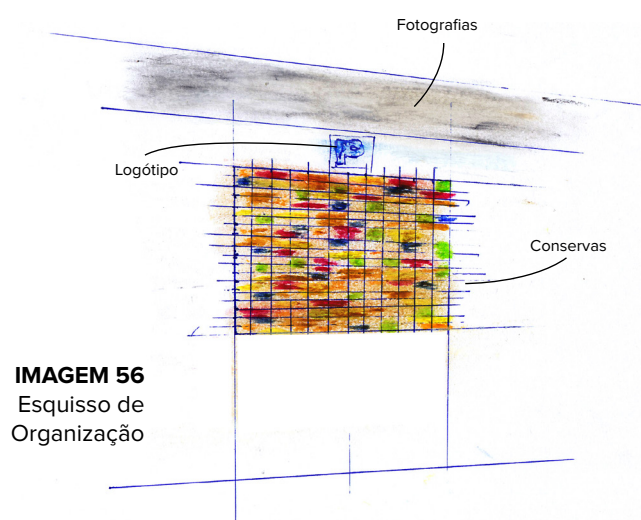 Fotografias
Logótipo
Conservas
IMAGEM 56
Esquisso de
Organização